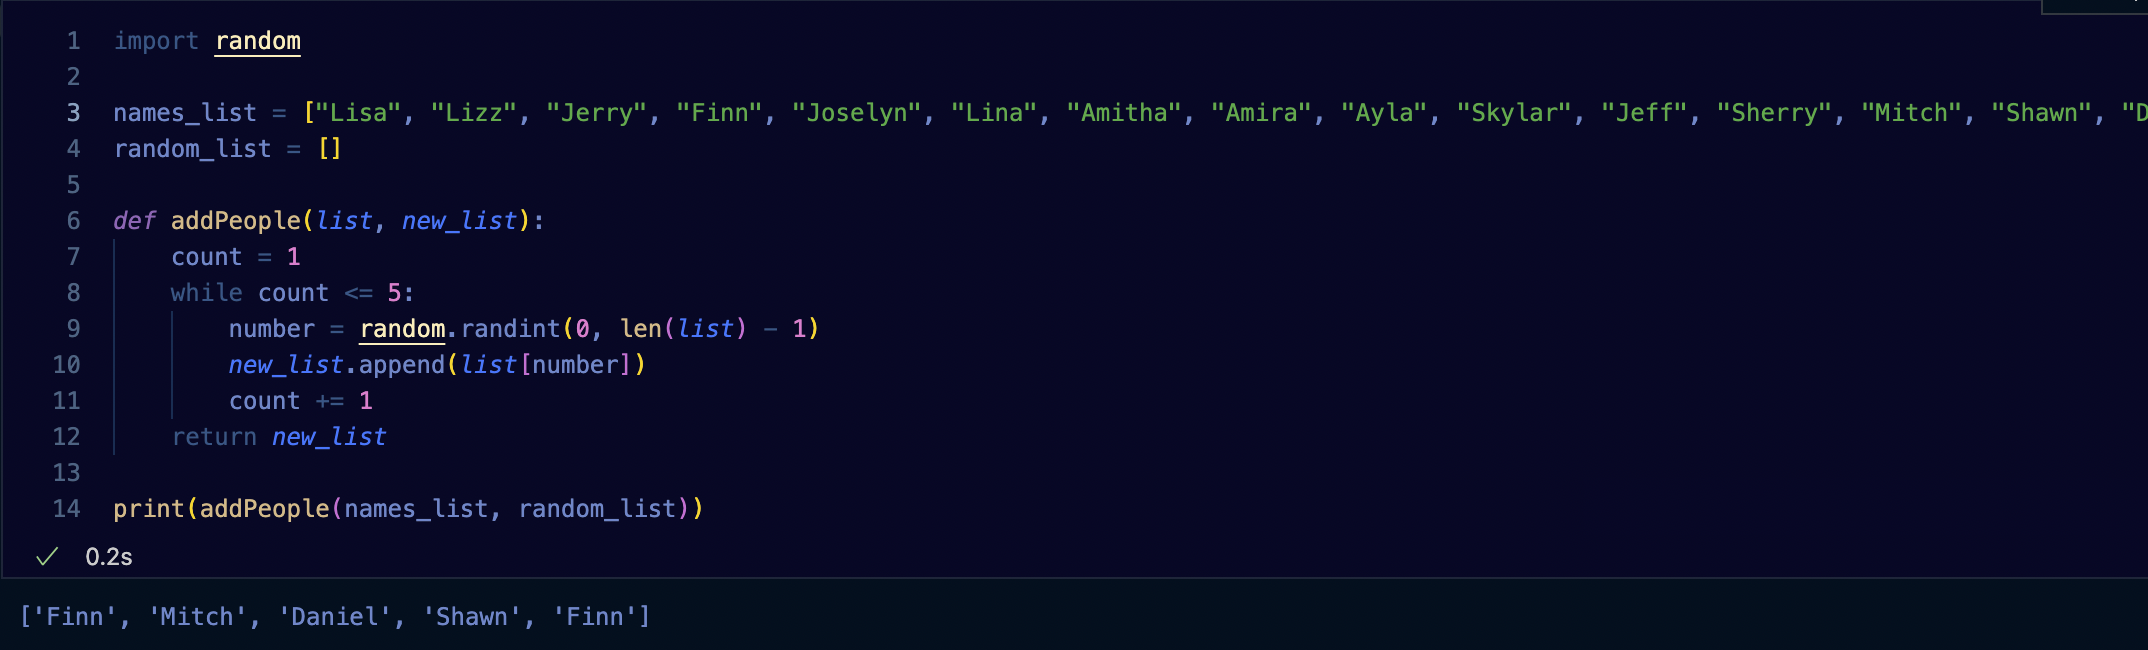 1 import random
2
3 names_list = ["Lisa", "Lizz", "Jerry", "Finn", "Joselyn", "Lina", "Amitha", "Amira", "Ayla", "Skylar", "Jeff", "Sherry", "Mitch", "Shawn", "D
4 random_list = []
5
6 def addPeople(list, new_list):
7     count = 1
8     while count <= 5:
9         number = random.randint(0, len(list) - 1)
10         new_list.append(list[number])
11         count += 1
12     return new_list
13
14 print(addPeople(names_list, random_list))
✓ 0.2s
['Finn', 'Mitch', 'Daniel', 'Shawn', 'Finn']